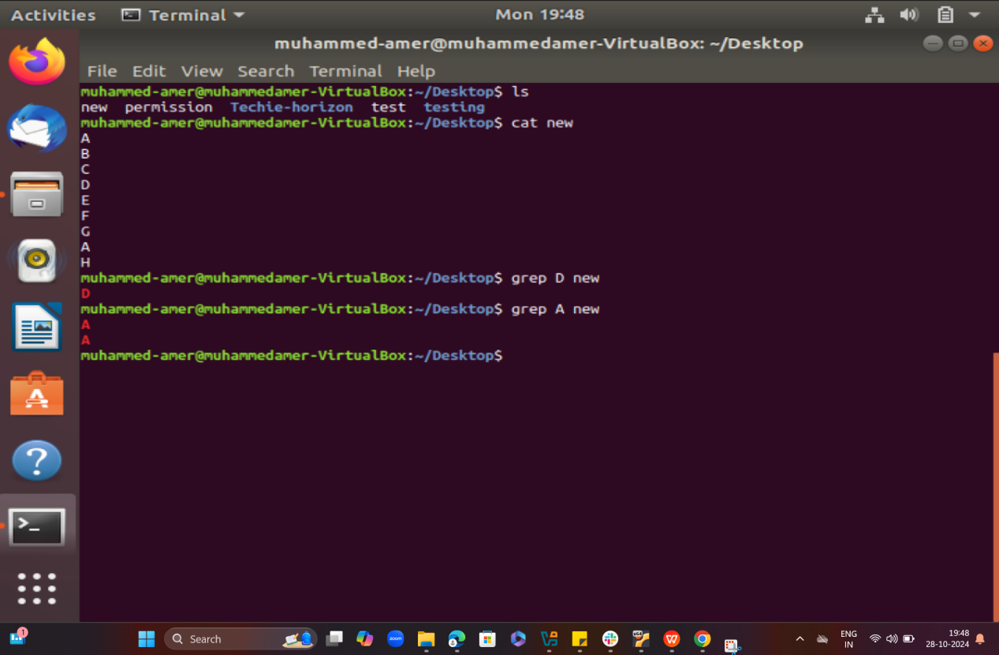 Activities Terminal Mon 19:48
muhammed-amer@muhammedamer-VirtualBox: ~/Desktop
File Edit View Search Terminal Help
muhammed-amer@muhammedamer-VirtualBox:~/Desktop$ ls
new permission Techie-horizon test testing
muhammed-amer@muhammedamer-VirtualBox:~/Desktop$ cat new
A
B
C
D
E
F
G
A
H
muhammed-amer@muhammedamer-VirtualBox:~/Desktop$ grep D new
D
muhammed-amer@muhammedamer-VirtualBox:~/Desktop$ grep A new
A
A
muhammed-amer@muhammedamer-VirtualBox:~/Desktop$
1 Search zoom ENG 19:48
IN 28-10-2024